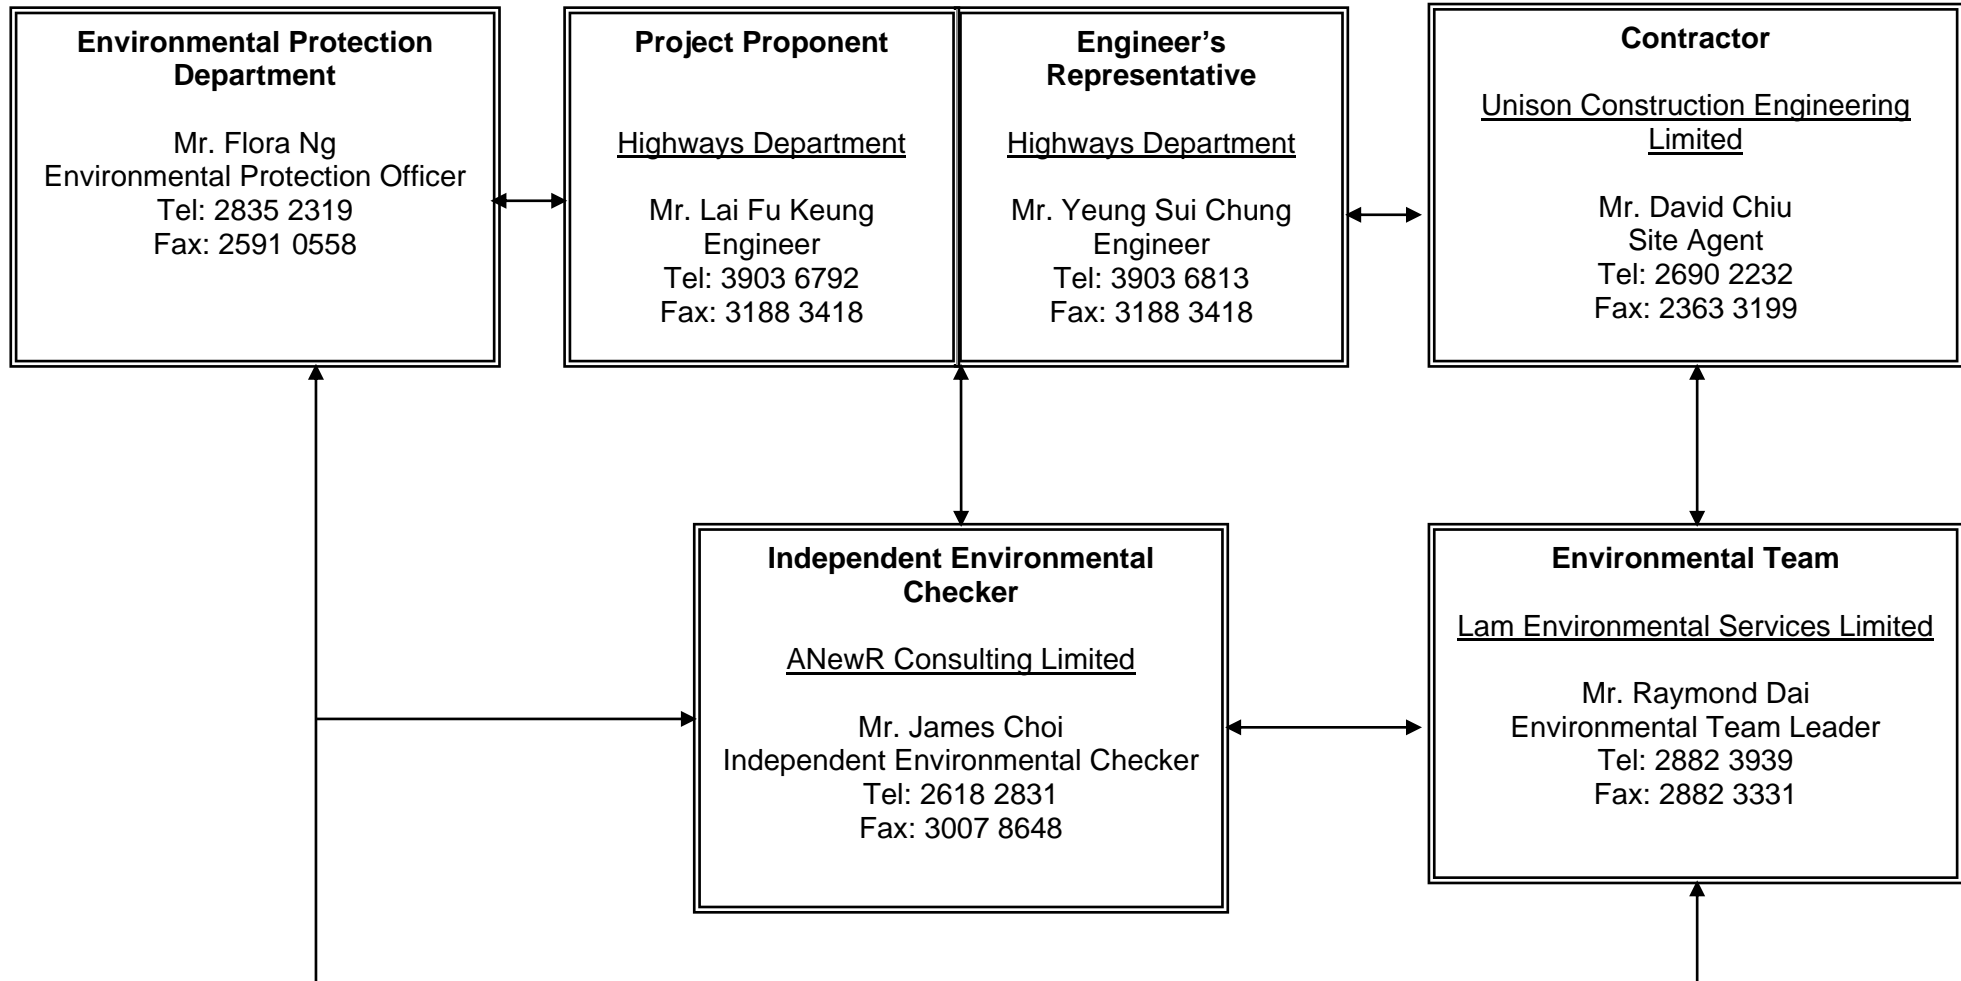 Environmental Protection
Department
Mr. Flora Ng
Environmental Protection Officer
Tel: 2835 2319
Fax: 2591 0558
Project Proponent
Highways Department
Mr. Lai Fu Keung
Engineer
Tel: 3903 6792
Fax: 3188 3418
Engineer’s
Representative
Highways Department
Mr. Yeung Sui Chung
Engineer
Tel: 3903 6813
Fax: 3188 3418
Contractor
Unison Construction Engineering
Limited
Mr. David Chiu
Site Agent
Tel: 2690 2232
Fax: 2363 3199
Independent Environmental
Checker
ANewR Consulting Limited
Mr. James Choi
Independent Environmental Checker
Tel: 2618 2831
Fax: 3007 8648
Environmental Team
Lam Environmental Services Limited
Mr. Raymond Dai
Environmental Team Leader
Tel: 2882 3939
Fax: 2882 3331